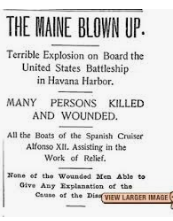 THE MAINE BLOWN UP.
Terrible Explosion on Board the
United States Battleship
in Havana Harbor.
MANY PERSONS KILLED
AND WOUNDED.
All the Boats of the Spanish Cruiser
Alfonso XII. Assisting in the
Work of Relief.
None of the Wounded Men Able to
Give Any Explanation of the
Cause of the
VIEW LARGER IMAGE